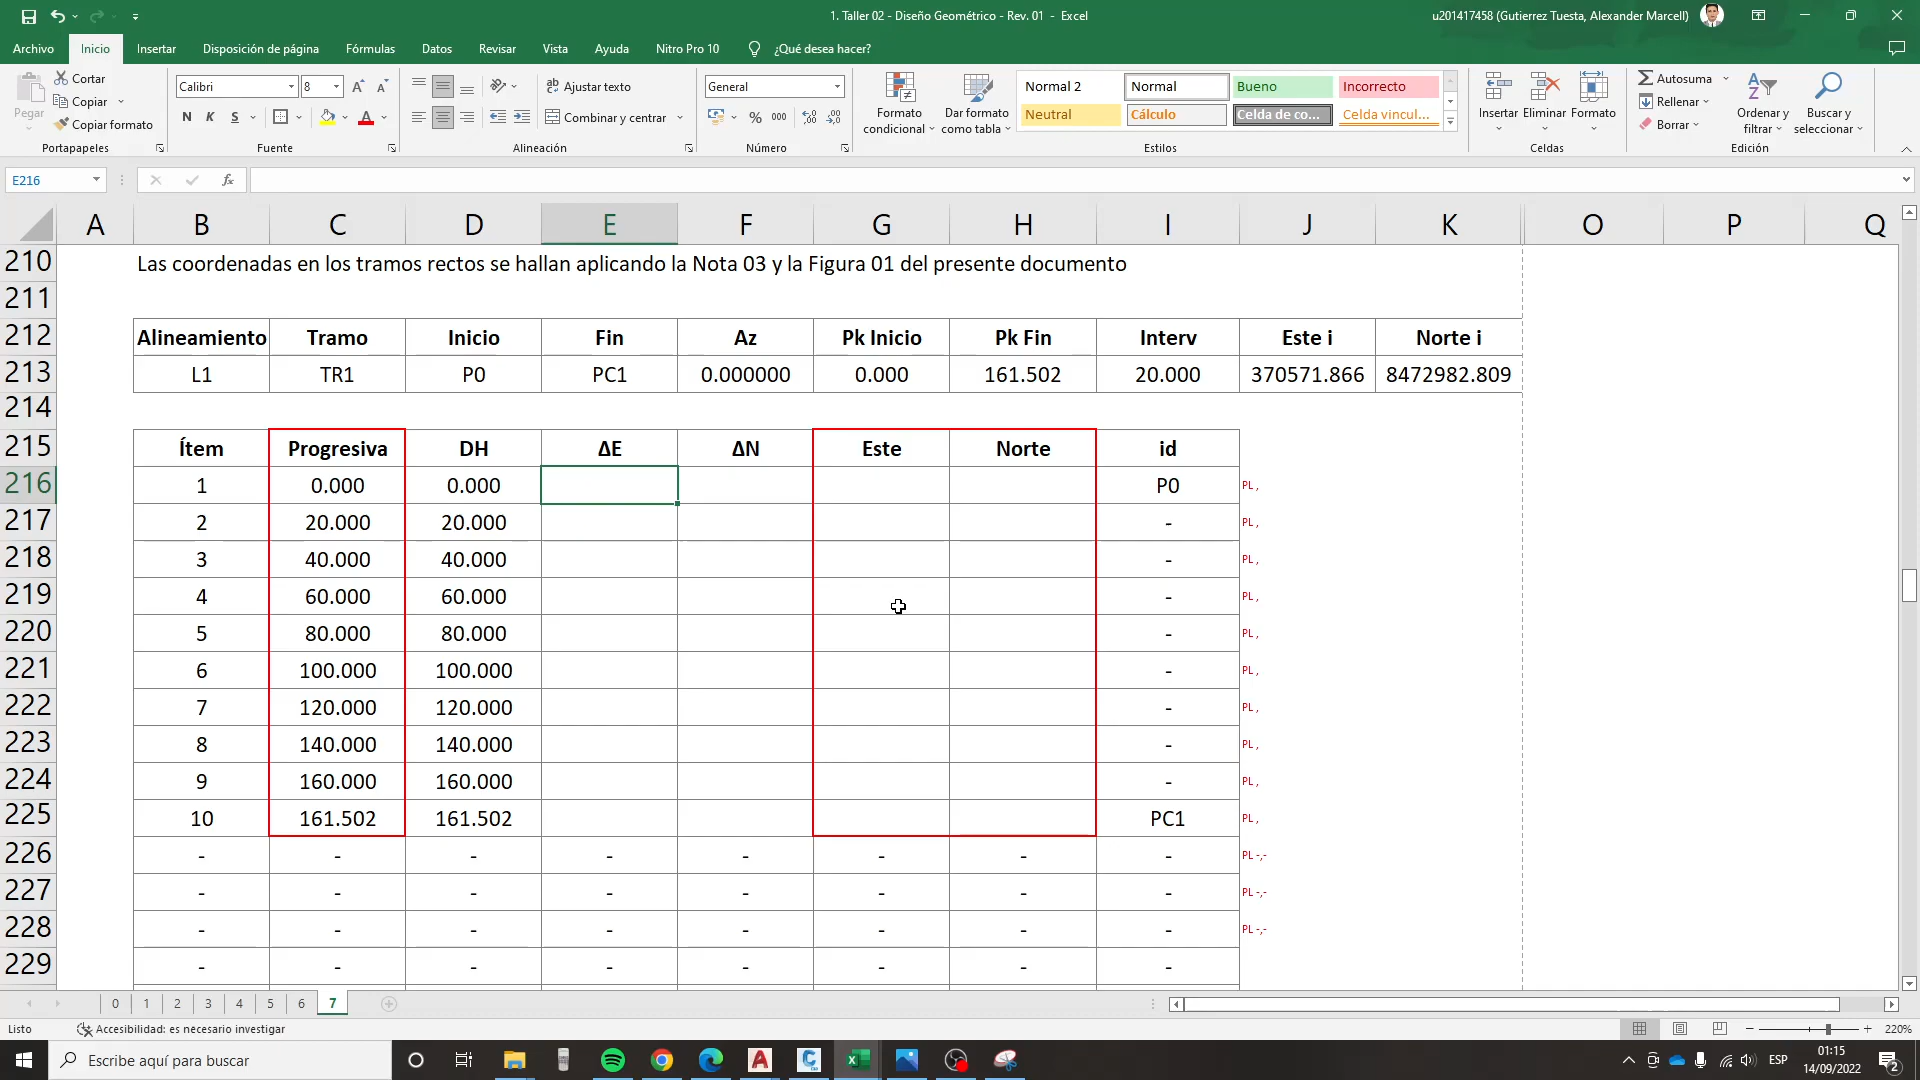 1. Taller 02 - Diseño Geométrico - Rev. 01 - Excel
u201417458 (Gutierrez Tuesta, Alexander Marcell)
Archivo Inicio Insertar Disposición de página Fórmulas Datos Revisar Vista Ayuda Nitro Pro 10 ¿Qué desea hacer?
Pegar
Cortar
Copiar
Copiar formato
Portapapeles
Calibri 8
N K S
Fuente
Ajustar texto
Combinar y centrar
Alineación
General
% 000
Número
Formato condicional
Dar formato como tabla
Normal 2 Normal Bueno Incorrecto
Neutral Cálculo Celda de co... Celda vincul...
Estilos
Insertar Eliminar Formato
Celdas
Autosuma
Rellenar
Borrar
Ordenar y filtrar
Buscar y seleccionar
Edición
E216
fx
A B C D E F G H I J K O P Q
210 Las coordenadas en los tramos rectos se hallan aplicando la Nota 03 y la Figura 01 del presente documento
211
212 Alineamiento Tramo Inicio Fin Az Pk Inicio Pk Fin Interv Este i Norte i
213 L1 TR1 P0 PC1 0.000000 0.000 161.502 20.000 370571.866 8472982.809
214
215 Ítem Progresiva DH ΔE ΔN Este Norte id
216 1 0.000 0.000 P0 PL ,
217 2 20.000 20.000 - PL ,
218 3 40.000 40.000 - PL ,
219 4 60.000 60.000 - PL ,
220 5 80.000 80.000 - PL ,
221 6 100.000 100.000 - PL ,
222 7 120.000 120.000 - PL ,
223 8 140.000 140.000 - PL ,
224 9 160.000 160.000 - PL ,
225 10 161.502 161.502 PC1 PL ,
226 - - - - - - - - PL -,-
227 - - - - - - - - PL -,-
228 - - - - - - - - PL -,-
229 - - - - - - - -
0 1 2 3 4 5 6 7
Listo Accesibilidad: es necesario investigar 220%
Escribe aquí para buscar
ESP
01:15
14/09/2022
2